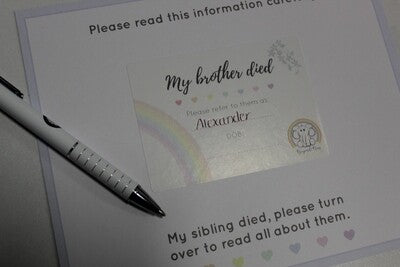 Please read this information carefully
My brother died
Please refer to them as:
Alexander
DOB:
My sibling died, please turn
over to read all about them.